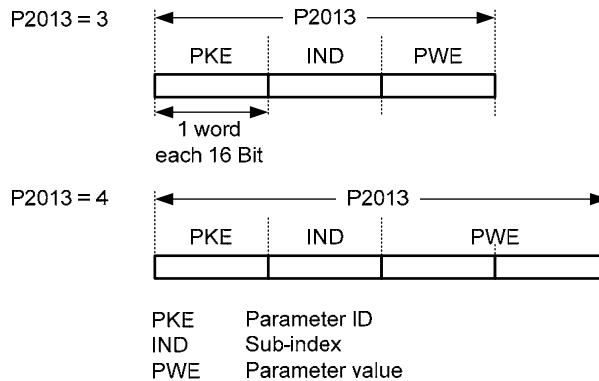 P2013 = 3
P2013
PKE IND PWE
1 word
each 16 Bit
P2013 = 4
P2013
PKE IND PWE
PKE Parameter ID
IND Sub-index
PWE Parameter value